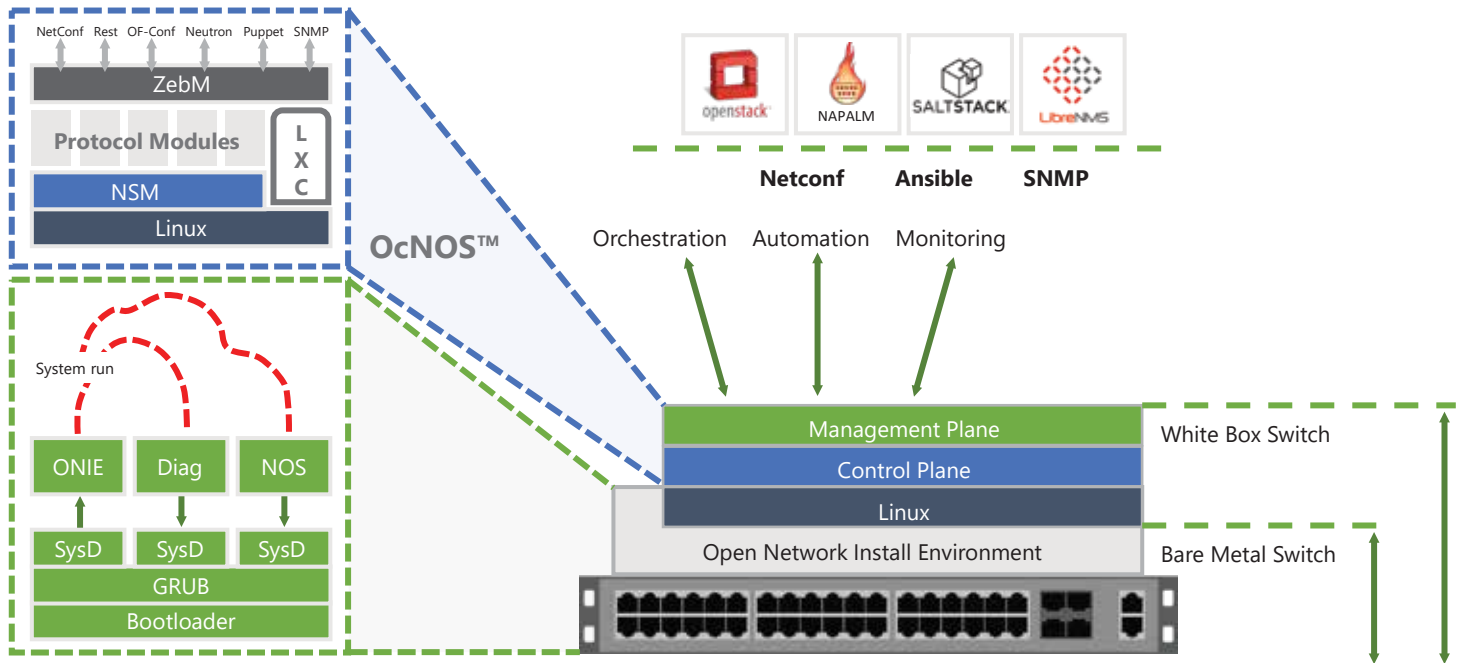 NetConf Rest OF-Conf Neutron Puppet SNMP
ZebM
Protocol Modules
L
X
C
NSM
Linux
OcNOS™
System run
ONIE Diag NOS
SysD SysD SysD
GRUB
Bootloader
openstack
NAPALM
SALTSTACK
LibreNMS
Netconf Ansible SNMP
Orchestration Automation Monitoring
Management Plane
Control Plane
Linux
Open Network Install Environment
White Box Switch
Bare Metal Switch